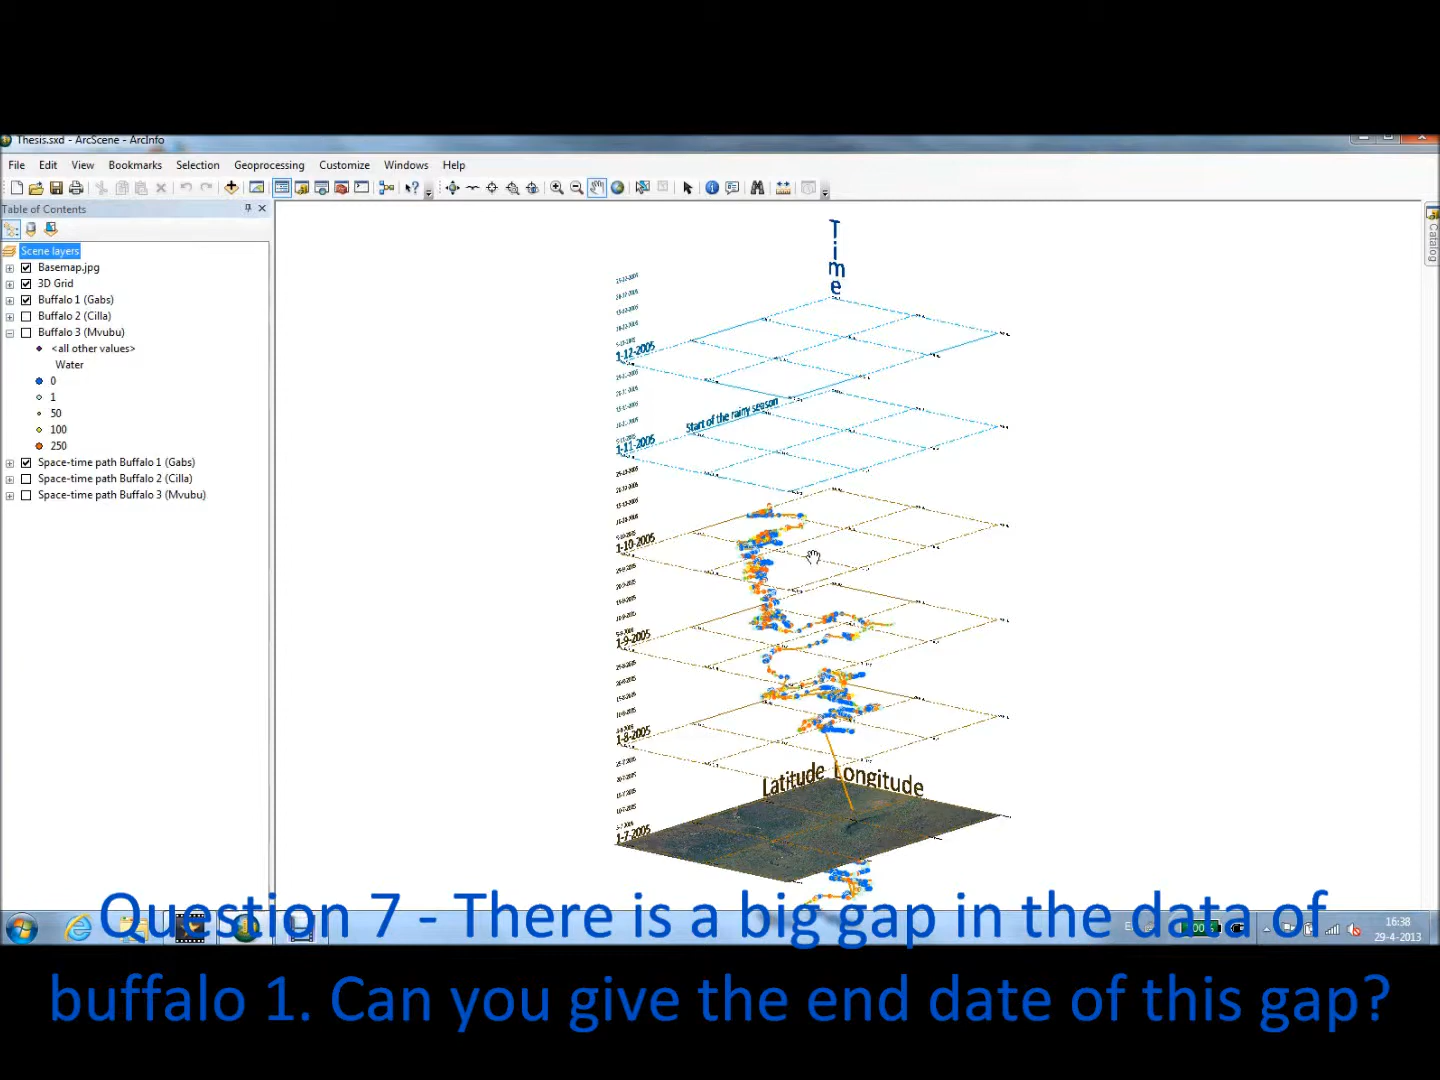 Thesis.sxd - ArcScene - ArcInfo
File Edit View Bookmarks Selection Geoprocessing Customize Windows Help
Table of Contents
Scene layers
Basemap.jpg
3D Grid
Buffalo 1 (Gabs)
Buffalo 2 (Cilla)
Buffalo 3 (Mvubu)
<all other values>
Water
0
1
50
100
250
Space-time path Buffalo 1 (Gabs)
Space-time path Buffalo 2 (Cilla)
Space-time path Buffalo 3 (Mvubu)
Catalog
Time
1-12-2005
Start of the rainy season
1-11-2005
1-10-2005
1-9-2005
1-8-2005
Latitude Longitude
1-7-2005
16:38
29-4-2013
Question 7 - There is a big gap in the data of
buffalo 1. Can you give the end date of this gap?